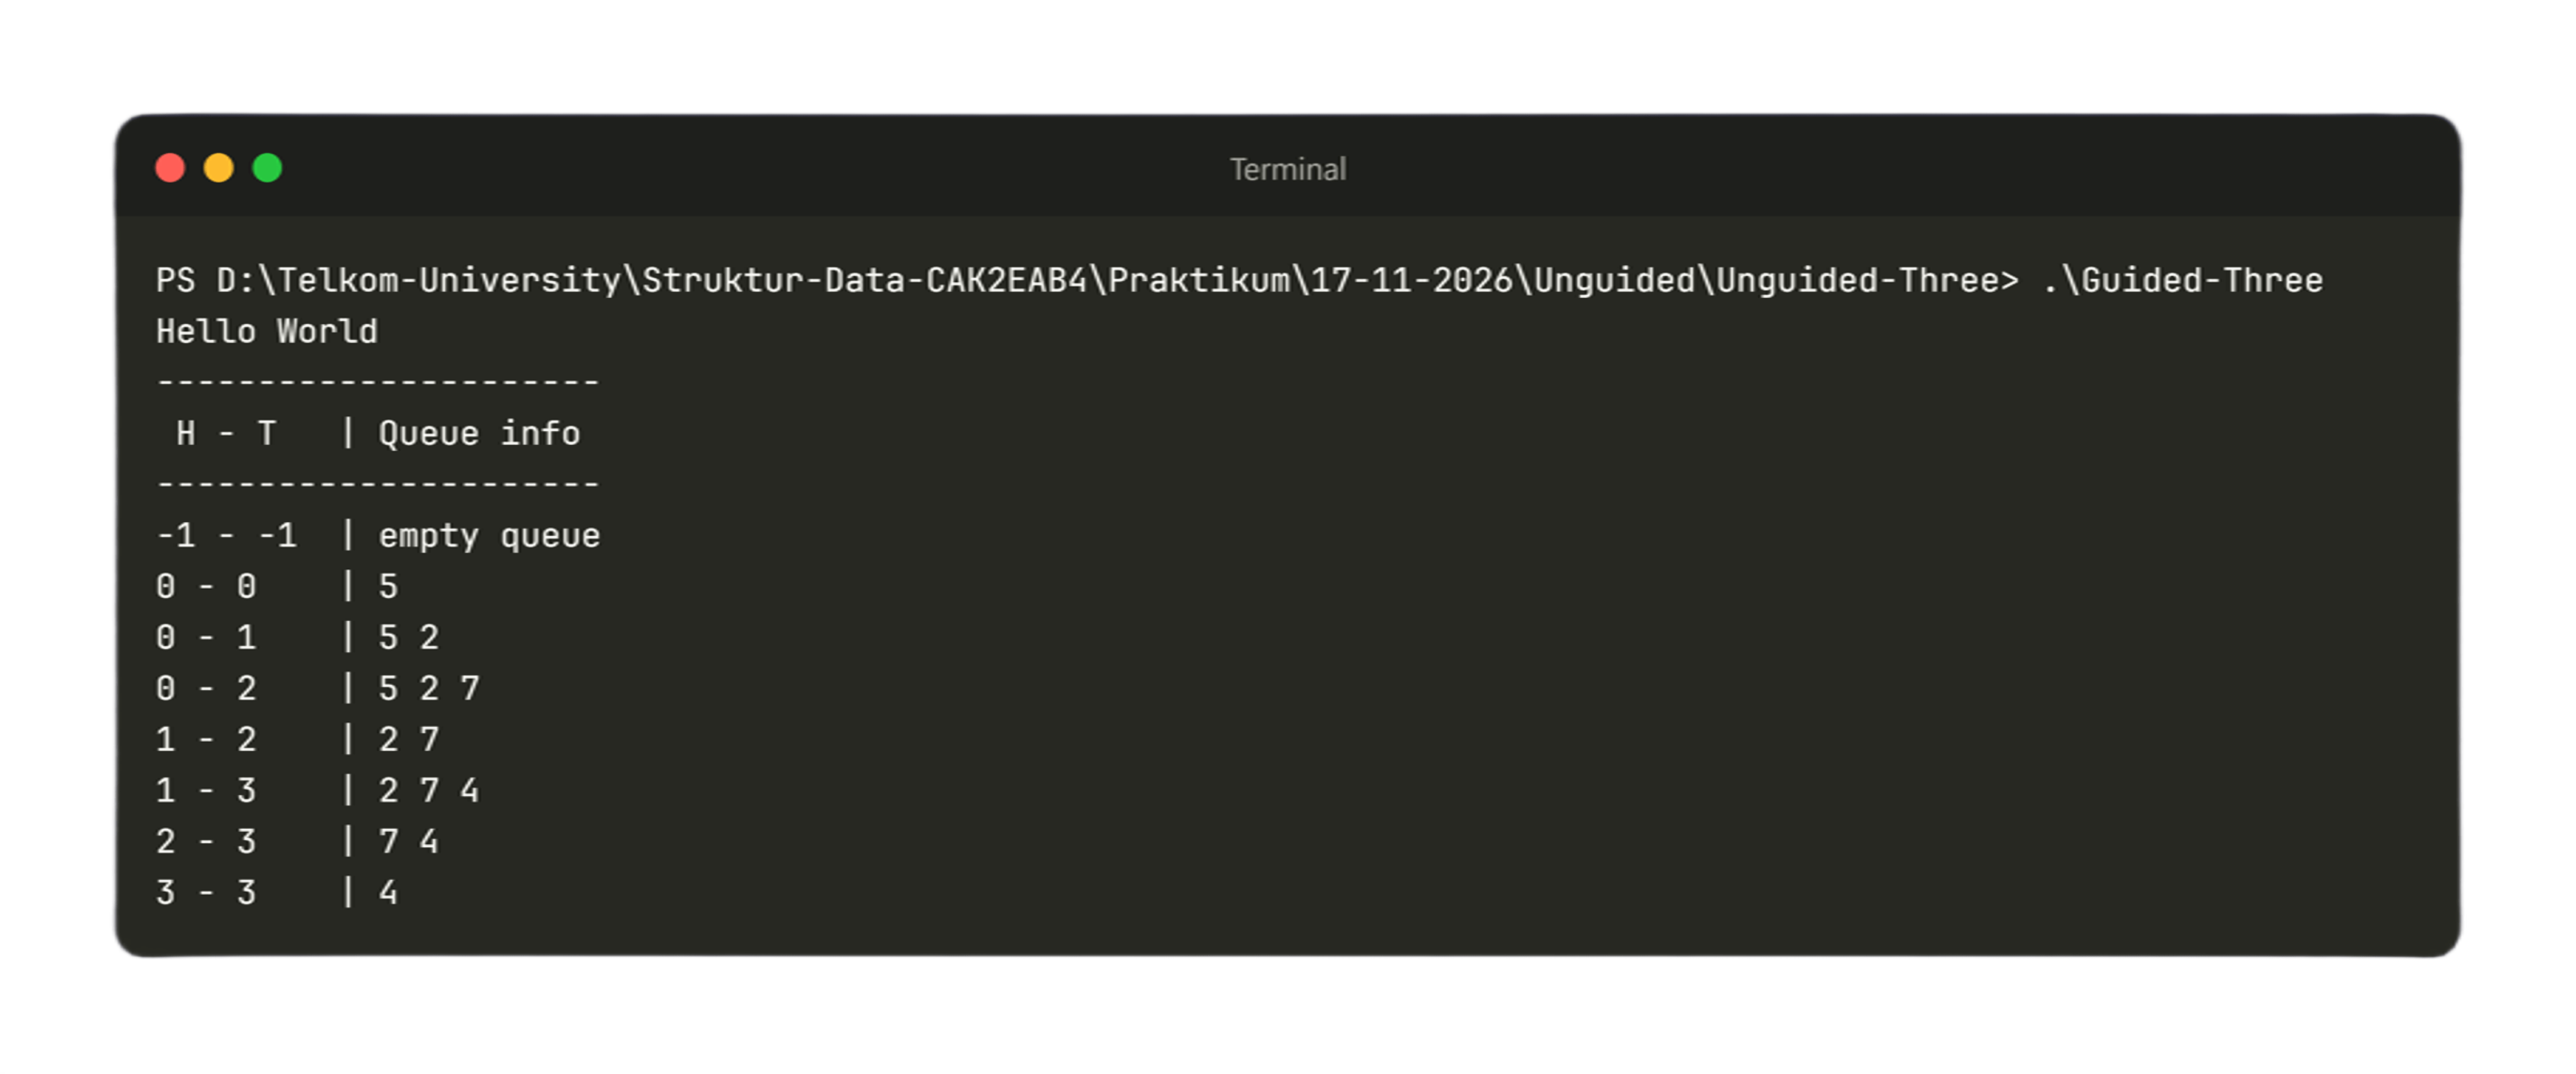 Terminal
PS D:\Telkom-University\Struktur-Data-CAK2EAB4\Praktikum\17-11-2026\Unguided\Unguided-Three> .\Guided-Three
Hello World
----------------------
 H - T   | Queue info
----------------------
-1 - -1  | empty queue
0 - 0    | 5
0 - 1    | 5 2
0 - 2    | 5 2 7
1 - 2    | 2 7
1 - 3    | 2 7 4
2 - 3    | 7 4
3 - 3    | 4